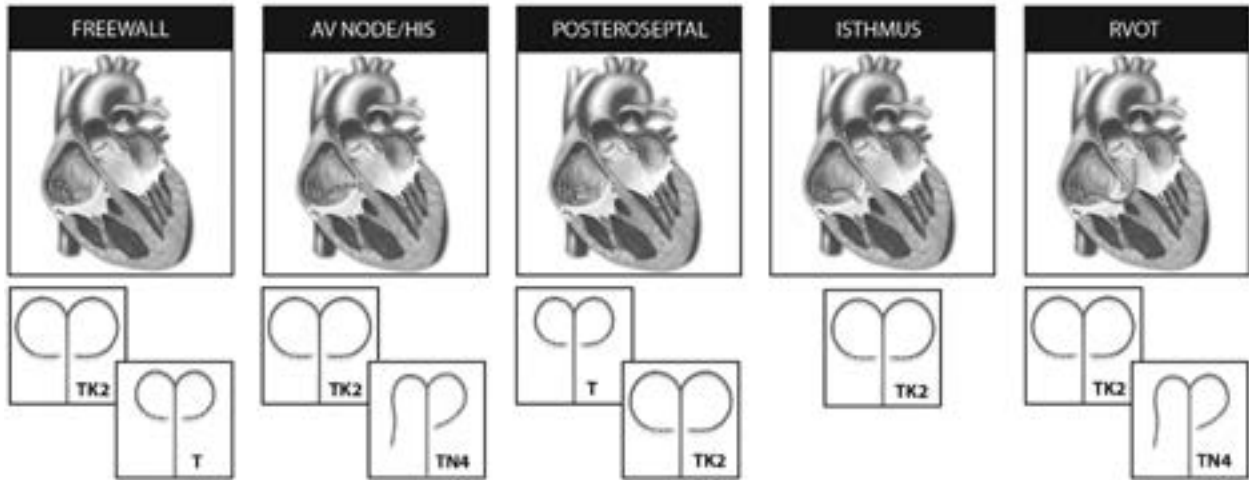 FREEWALL
AV NODE/HIS
POSTEROSEPTAL
ISTHMUS
RVOT
TK2
T
TK2
TN4
T
TK2
TK2
TK2
TN4